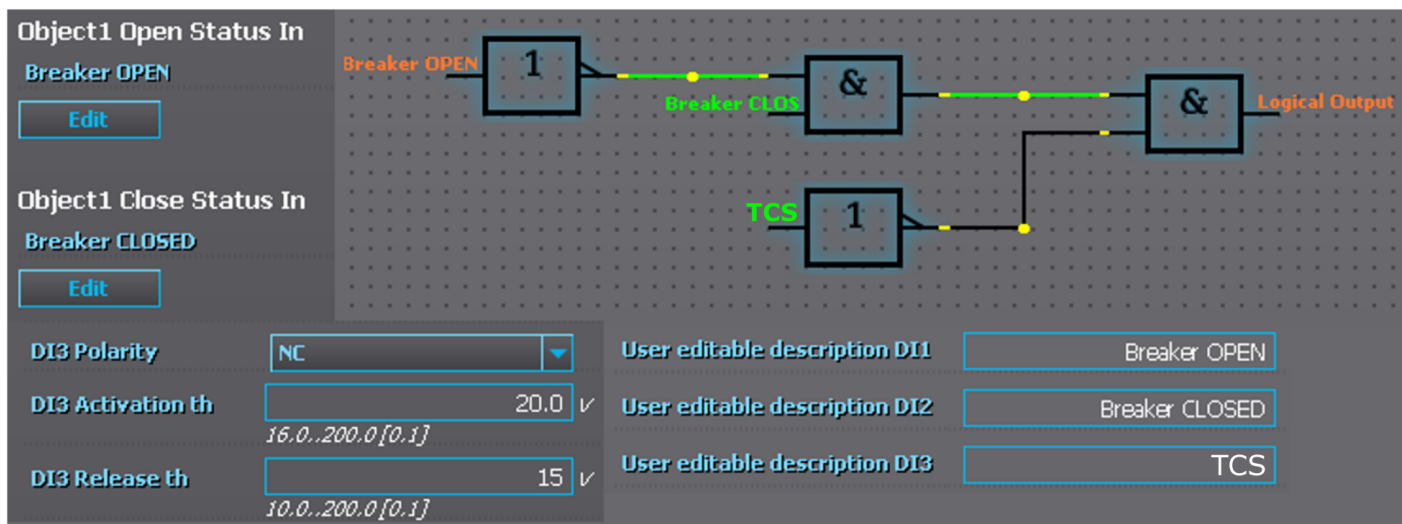 Object1 Open Status In
Breaker OPEN
Edit
Object1 Close Status In
Breaker CLOSED
Edit
Breaker OPEN
1
Breaker CLOS
&
&
Logical Output
TCS
1
DI3 Polarity
NC
DI3 Activation th
20.0 v
16.0..200.0[0.1]
DI3 Release th
15 v
10.0..200.0[0.1]
User editable description DI1
Breaker OPEN
User editable description DI2
Breaker CLOSED
User editable description DI3
TCS